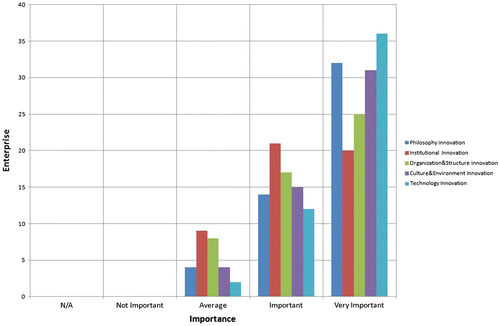 40
35
30
25
20
15
10
5
0
Enterprise
N/A
Not Important
Average
Important
Very Important
Importance
Philosophy Innovation
Institutional Innovation
Organization&Structure Innovation
Culture&Environment Innovation
Technology Innovation